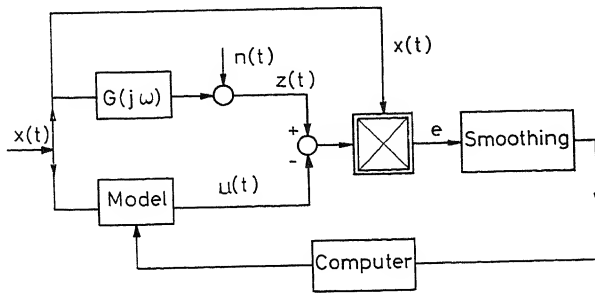 x(t)
n(t)
G(jω)
z(t)
x(t)
+
-
e
Smoothing
Model
μ(t)
Computer